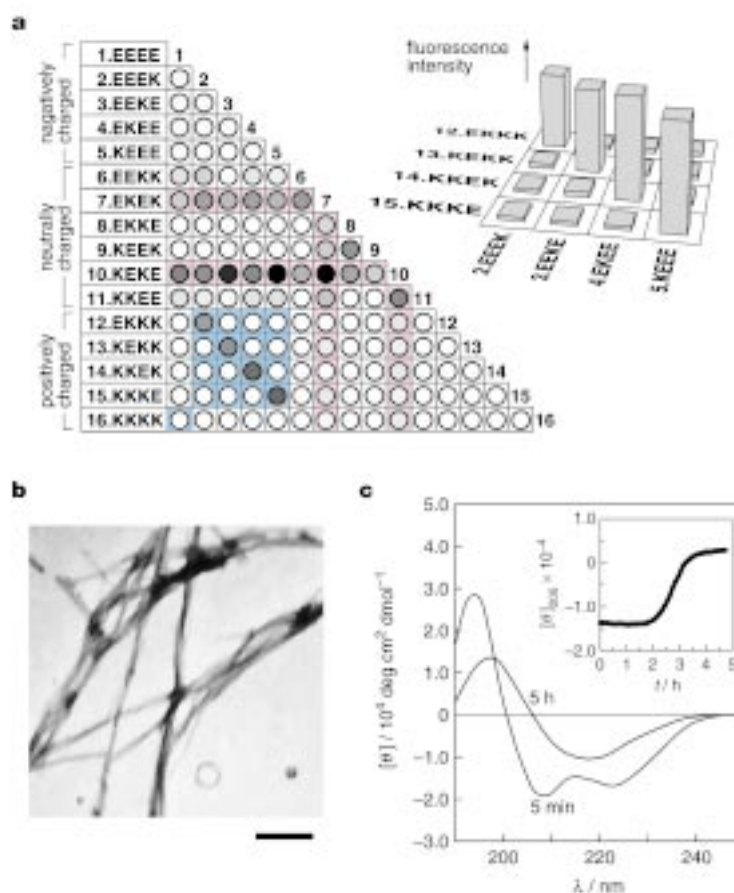 a
1.EEEE 1
2.EEEK 2
3.EEKE 3
4.EKEE 4
5.KEEE 5
6.EEKK 6
7.EKEK 7
8.EKKE 8
9.KEEK 9
10.KEKE 10
11.KKEE 11
12.EKKK 12
13.KEKK 13
14.KKEK 14
15.KKKE 15
16.KKKK 16
nagatively
charged
neutrally
charged
positively
charged
fluorescence
intensity
12.EKKK
13.KEKK
14.KKEK
15.KKKE
2.EEEK
3.EEKE
4.EKEE
5.KEEE
b
c
5.0
4.0
3.0
2.0
1.0
0
-1.0
-2.0
-3.0
[θ] / 10⁴ deg cm² dmol⁻¹
200 220 240
λ / nm
5 h
5 min
1.0
0
-1.0
-2.0
0 1 2 3 4 5
t / h